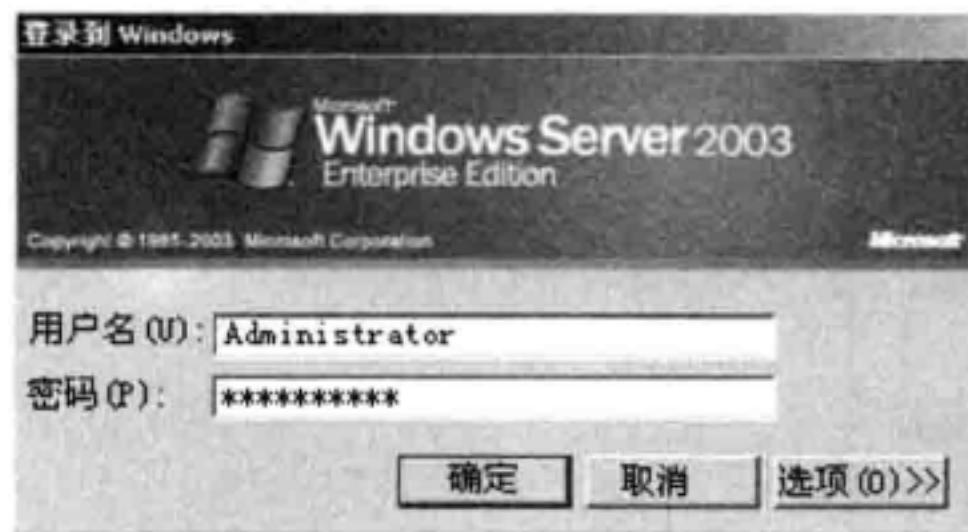 登录到 Windows
Microsoft
Windows Server 2003
Enterprise Edition
Copyright © 1985-2003 Microsoft Corporation
Microsoft
用户名(U): Administrator
密码(P): **********
确定 取消 选项(O)>>